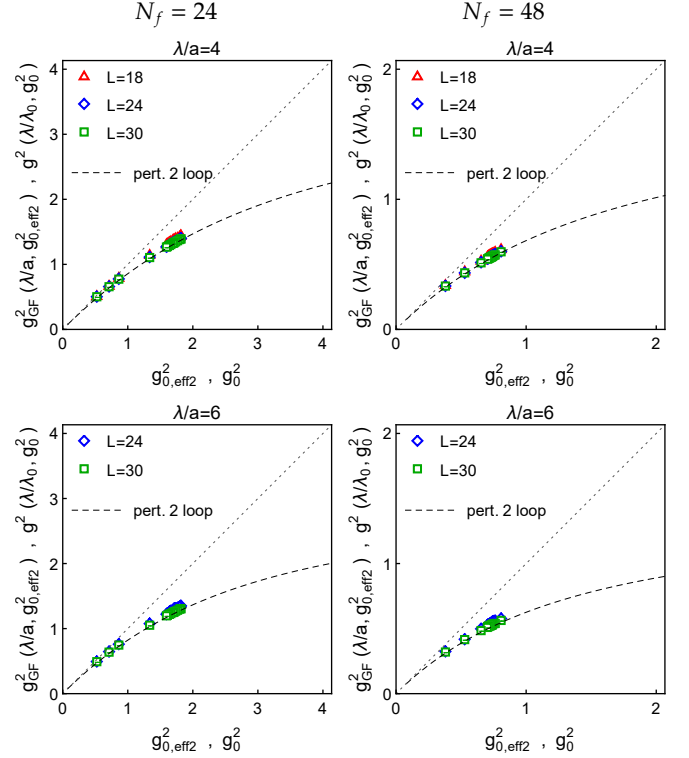 N_f = 24
N_f = 48
λ/a=4
g²_GF (λ/a, g²_0,eff2) , g² (λ/λ_0, g²_0)
4
3
2
1
0
L=18
L=24
L=30
pert. 2 loop
0 1 2 3 4
g²_0,eff2 , g²_0
λ/a=4
g²_GF (λ/a, g²_0,eff2) , g² (λ/λ_0, g²_0)
2
1
0
L=18
L=24
L=30
pert. 2 loop
0 1 2
g²_0,eff2 , g²_0
λ/a=6
g²_GF (λ/a, g²_0,eff2) , g² (λ/λ_0, g²_0)
4
3
2
1
0
L=24
L=30
pert. 2 loop
0 1 2 3 4
g²_0,eff2 , g²_0
λ/a=6
g²_GF (λ/a, g²_0,eff2) , g² (λ/λ_0, g²_0)
2
1
0
L=24
L=30
pert. 2 loop
0 1 2
g²_0,eff2 , g²_0